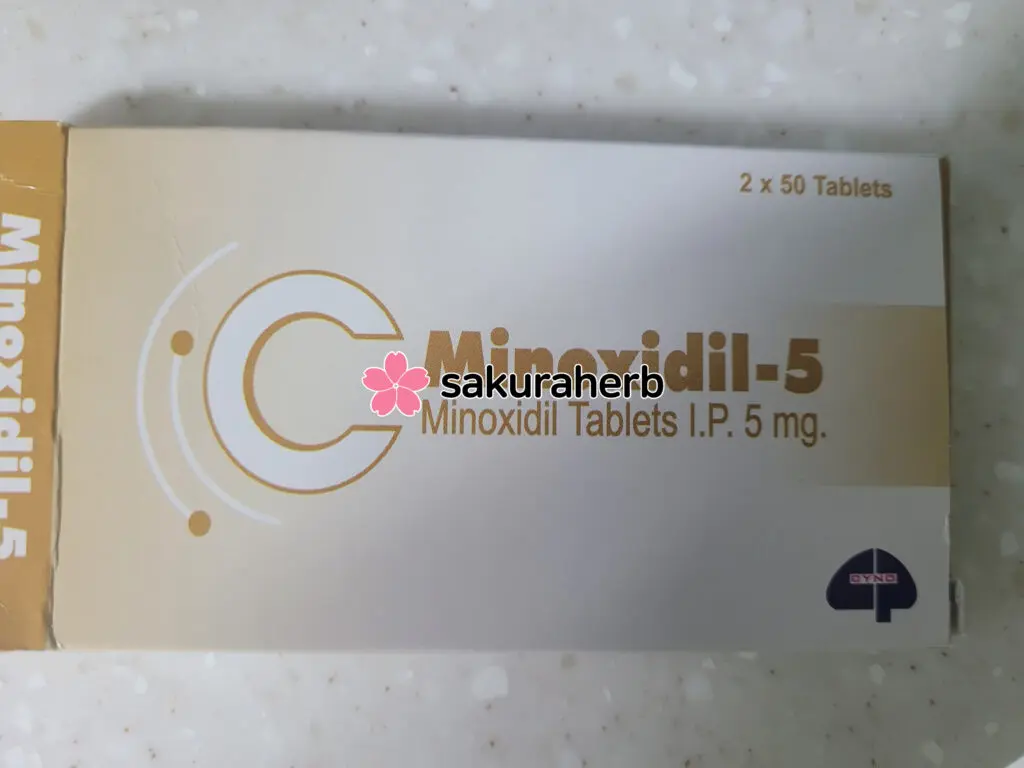 2 x 50 Tablets
Minoxidil-5
sakuraherb
Minoxidil Tablets I.P. 5 mg.
CYNO
Minoxidil-5